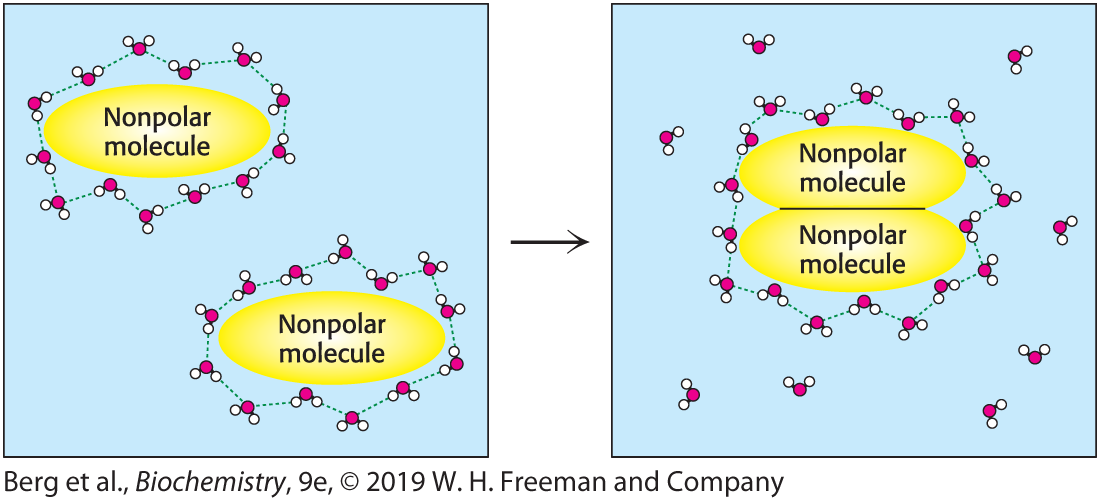 Nonpolar
molecule
Nonpolar
molecule
Nonpolar
molecule
Nonpolar
molecule
Berg et al., Biochemistry, 9e, © 2019 W. H. Freeman and Company